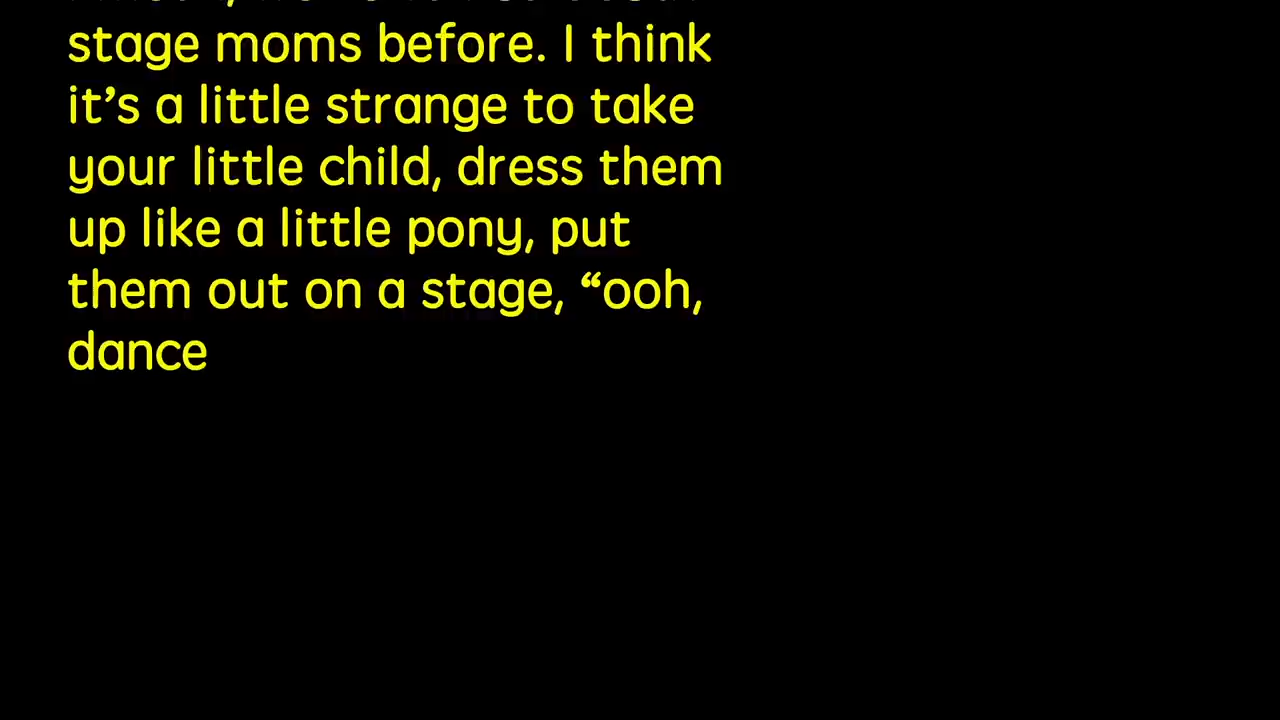 stage moms before. I think
it’s a little strange to take
your little child, dress them
up like a little pony, put
them out on a stage, “ooh,
dance